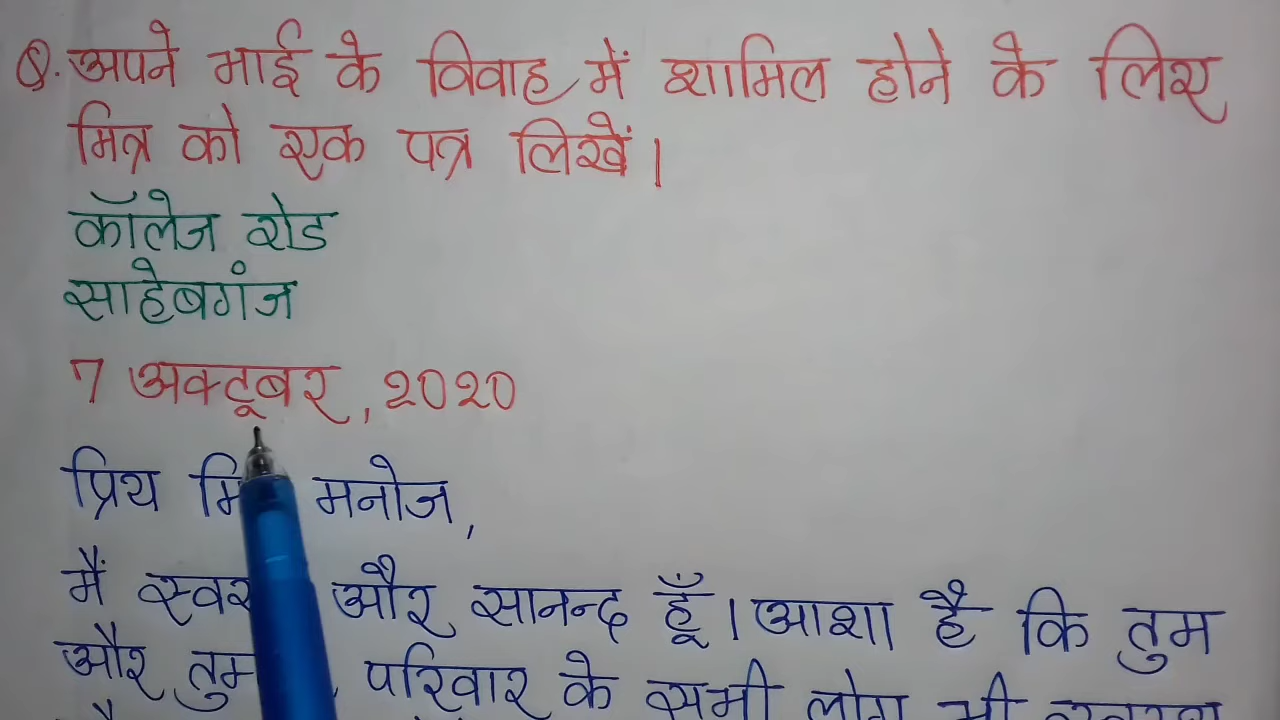 Q. अपने भाई के विवाह में शामिल होने के लिए
मित्र को एक पत्र लिखें।
कॉलेज रोड
साहेबगंज
7 अक्टूबर, 2020
प्रिय मनोज,
मैं और सानन्द हूँ। आशा है कि तुम
और परिवार के सभी लोग भी